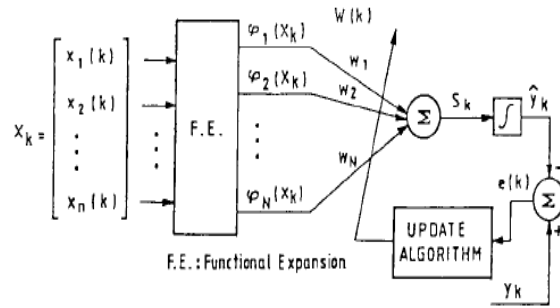 X_k =
x_1(k)
x_2(k)
⋮
x_n(k)
⋮
F.E.
φ_1(X_k)
φ_2(X_k)
⋮
φ_N(X_k)
W(k)
w_1
w_2
w_N
Σ
S_k
∫
ŷ_k
-
Σ
+
e(k)
UPDATE
ALGORITHM
y_k
F.E.:Functional Expansion